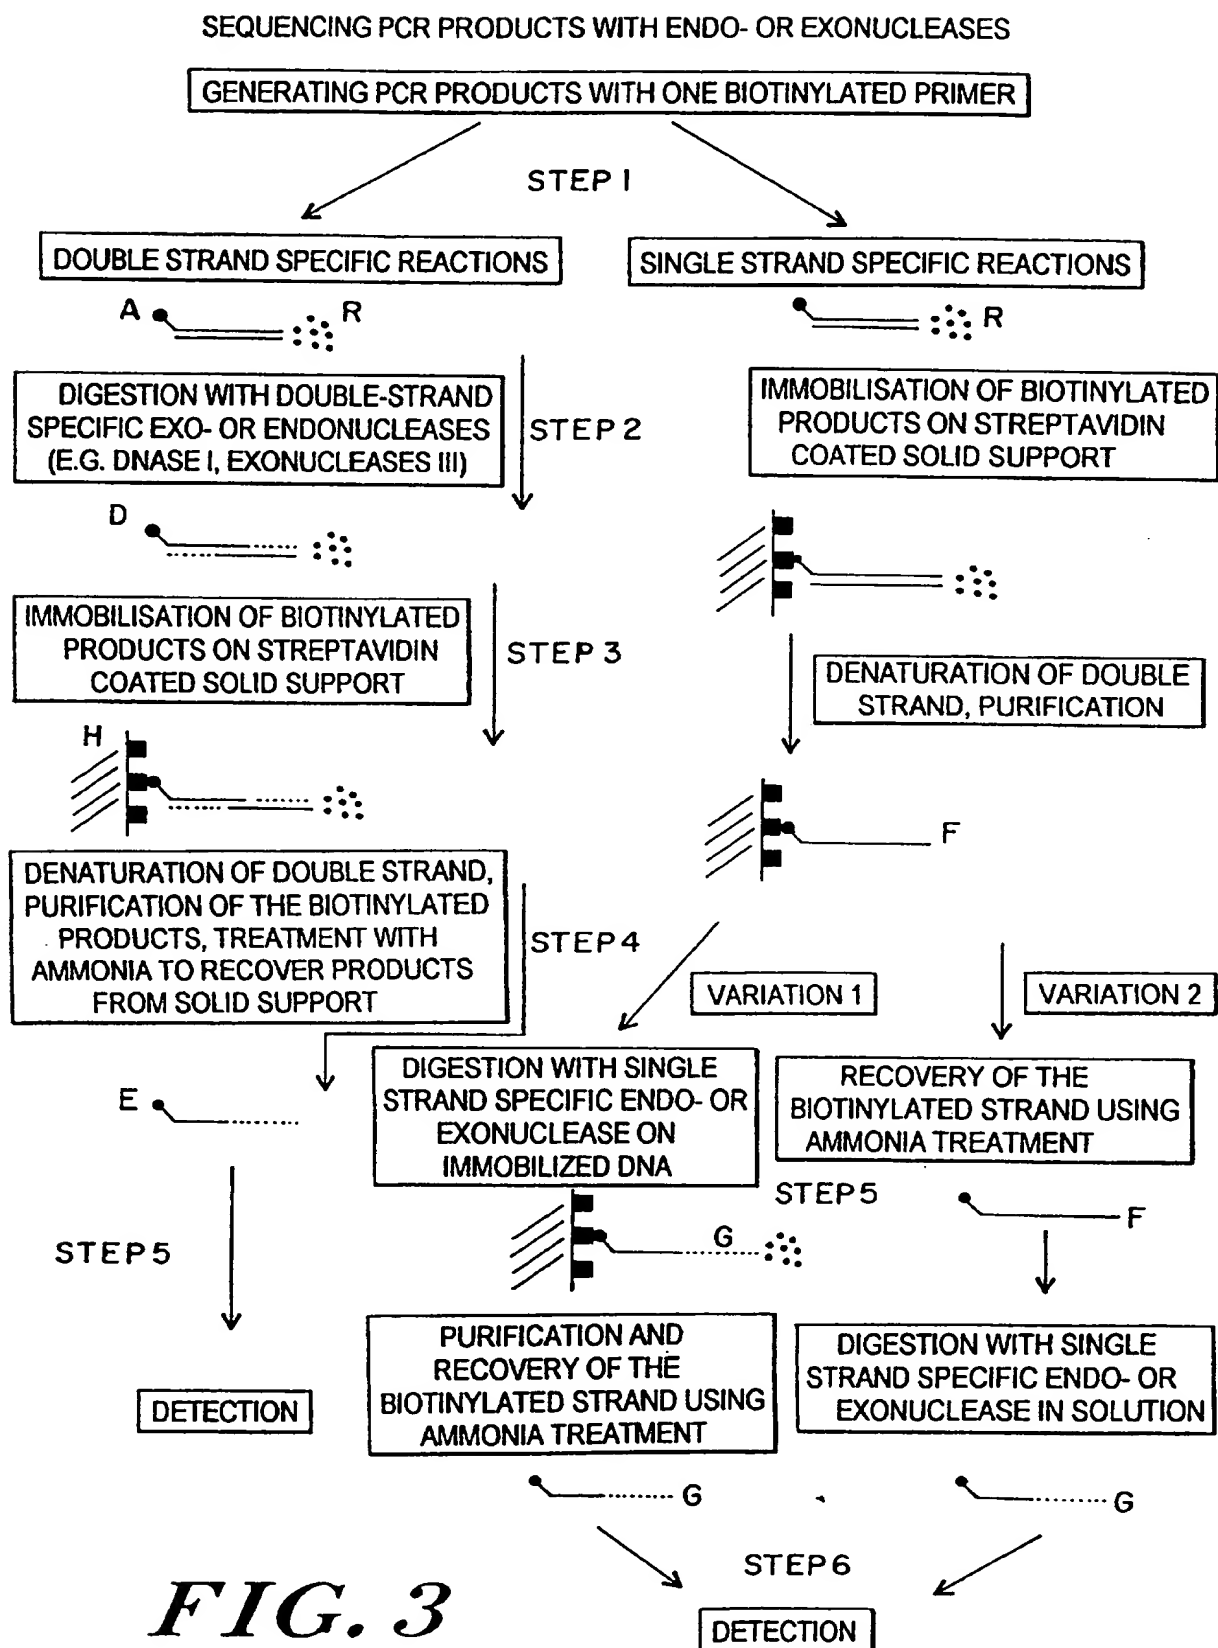 SEQUENCING PCR PRODUCTS WITH ENDO- OR EXONUCLEASES
GENERATING PCR PRODUCTS WITH ONE BIOTINYLATED PRIMER
STEP 1
DOUBLE STRAND SPECIFIC REACTIONS
SINGLE STRAND SPECIFIC REACTIONS
A
R
R
DIGESTION WITH DOUBLE-STRAND
SPECIFIC EXO- OR ENDONUCLEASES
(E.G. DNASE I, EXONUCLEASES III)
STEP 2
IMMOBILISATION OF BIOTINYLATED
PRODUCTS ON STREPTAVIDIN
COATED SOLID SUPPORT
D
IMMOBILISATION OF BIOTINYLATED
PRODUCTS ON STREPTAVIDIN
COATED SOLID SUPPORT
STEP 3
DENATURATION OF DOUBLE
STRAND, PURIFICATION
H
F
DENATURATION OF DOUBLE STRAND,
PURIFICATION OF THE BIOTINYLATED
PRODUCTS, TREATMENT WITH
AMMONIA TO RECOVER PRODUCTS
FROM SOLID SUPPORT
STEP 4
VARIATION 1
VARIATION 2
E
DIGESTION WITH SINGLE
STRAND SPECIFIC ENDO- OR
EXONUCLEASE ON
IMMOBILIZED DNA
RECOVERY OF THE
BIOTINYLATED STRAND USING
AMMONIA TREATMENT
STEP 5
STEP 5
G
F
PURIFICATION AND
RECOVERY OF THE
BIOTINYLATED STRAND USING
AMMONIA TREATMENT
DIGESTION WITH SINGLE
STRAND SPECIFIC ENDO- OR
EXONUCLEASE IN SOLUTION
DETECTION
G
G
STEP 6
DETECTION
FIG. 3